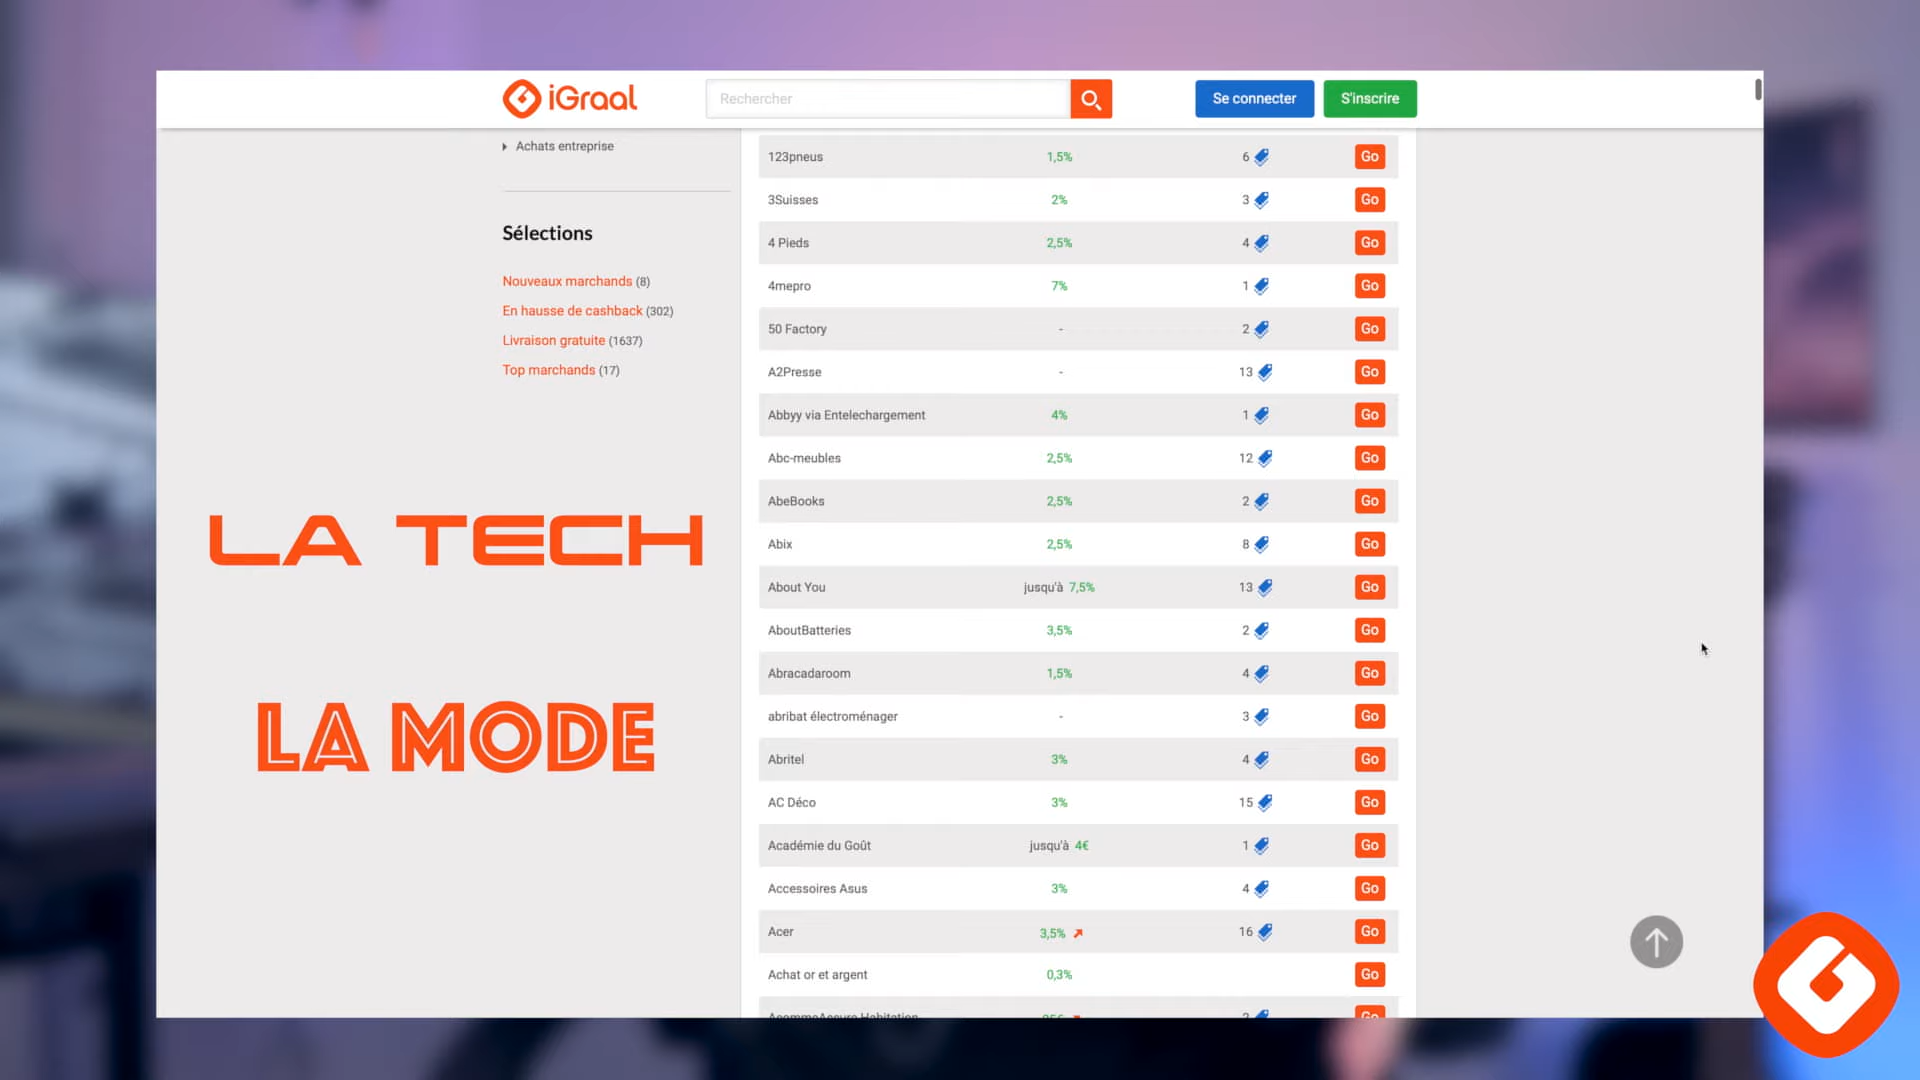 iGraal
Rechercher
Se connecter
S'inscrire
Achats entreprise
Sélections
Nouveaux marchands (8)
En hausse de cashback (302)
Livraison gratuite (1637)
Top marchands (17)
LA TECH
LA MODE
123pneus 1,5% 6 Go
3Suisses 2% 3 Go
4 Pieds 2,5% 4 Go
4mepro 7% 1 Go
50 Factory - 2 Go
A2Presse - 13 Go
Abbyy via Entelechargement 4% 1 Go
Abc-meubles 2,5% 12 Go
AbeBooks 2,5% 2 Go
Abix 2,5% 8 Go
About You jusqu'à 7,5% 13 Go
AboutBatteries 3,5% 2 Go
Abracadaroom 1,5% 4 Go
abribat électroménager - 3 Go
Abritel 3% 4 Go
AC Déco 3% 15 Go
Académie du Goût jusqu'à 4€ 1 Go
Accessoires Asus 3% 4 Go
Acer 3,5% 16 Go
Achat or et argent 0,3% Go
AcommeAssure Habitation 2 Go